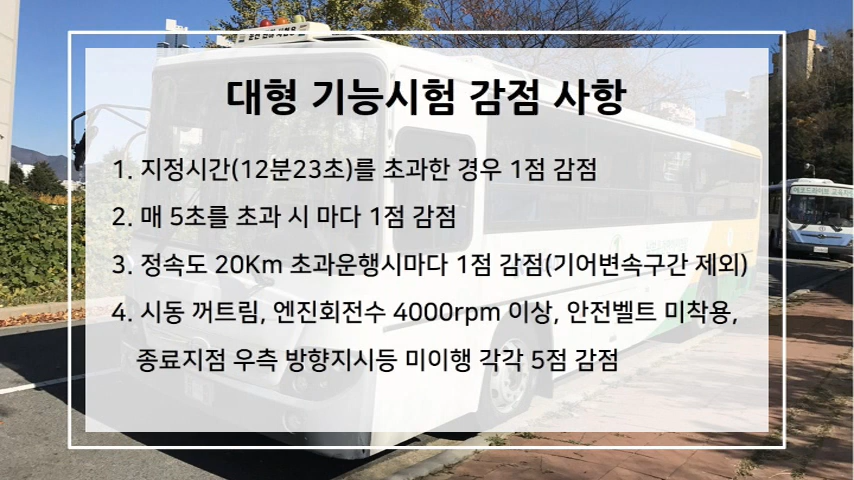 대형 기능시험 감점 사항
1. 지정시간(12분23초)를 초과한 경우 1점 감점
2. 매 5초를 초과 시 마다 1점 감점
3. 정속도 20Km 초과운행시마다 1점 감점(기어변속구간 제외)
4. 시동 꺼트림, 엔진회전수 4000rpm 이상, 안전벨트 미착용,
종료지점 우측 방향지시등 미이행 각각 5점 감점